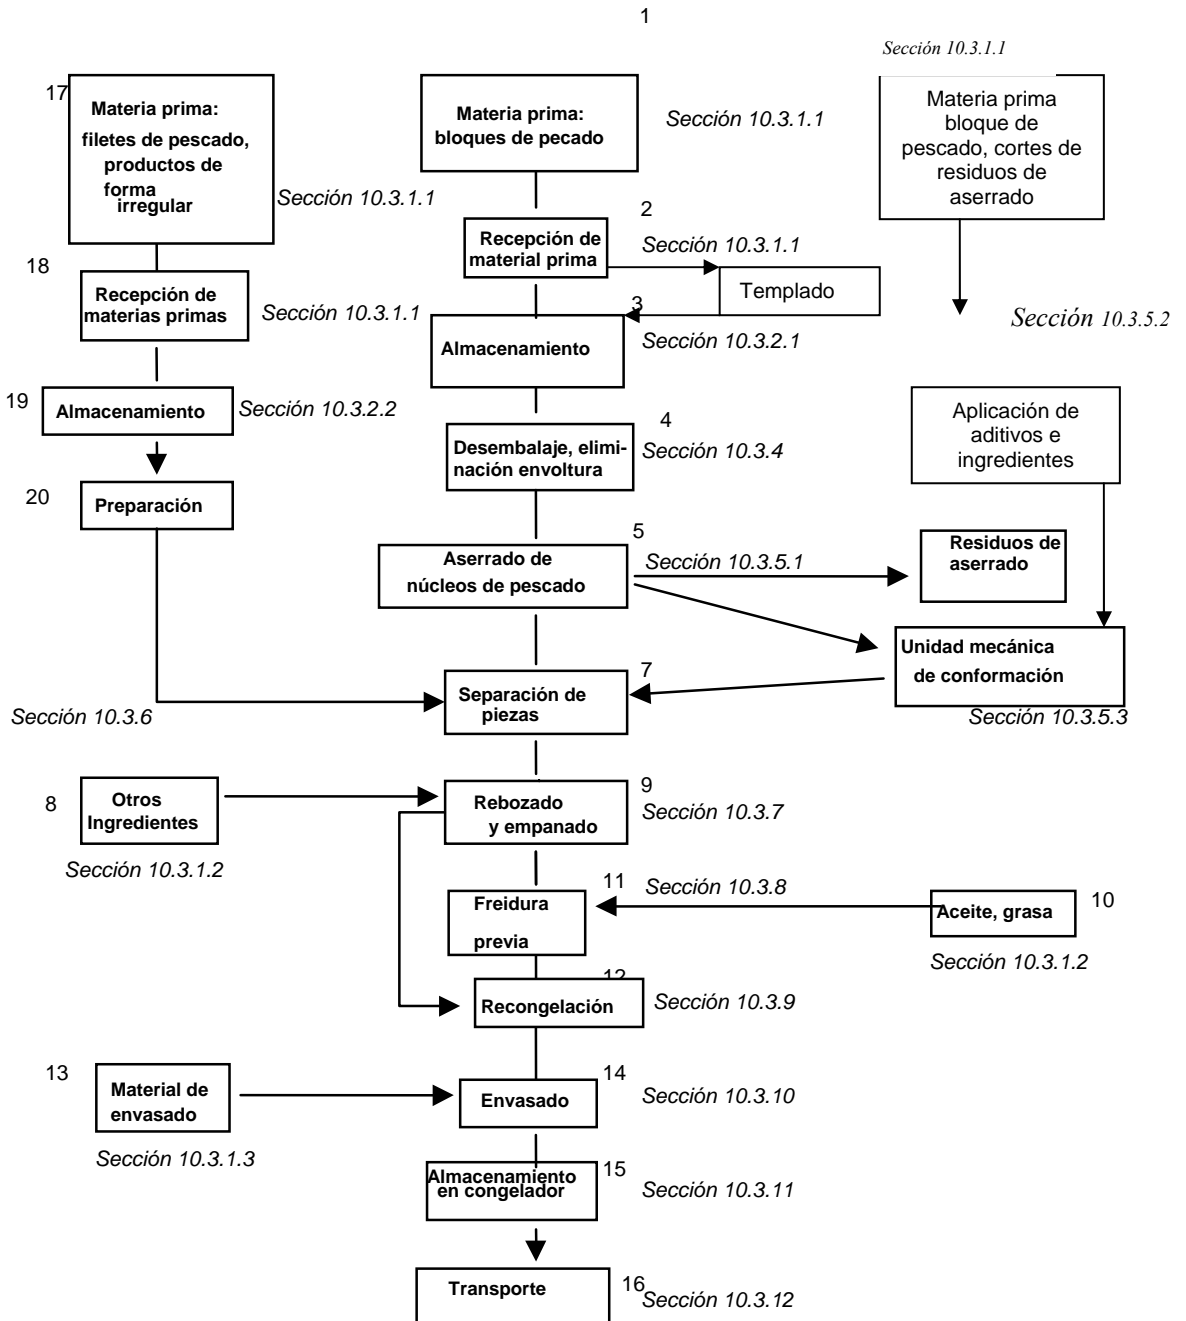 1
Sección 10.3.1.1
17
Materia prima:
filetes de pescado,
productos de
forma
irregular
Sección 10.3.1.1
Materia prima:
bloques de pecado
Sección 10.3.1.1
Materia prima
bloque de
pescado, cortes de
residuos de
aserrado
2
Recepción de
material prima
Sección 10.3.1.1
18
Recepción de
materias primas
Sección 10.3.1.1
Templado
3
Sección 10.3.5.2
Almacenamiento
Sección 10.3.2.1
19
Almacenamiento
Sección 10.3.2.2
4
Desembalaje, elimi-
nación envoltura
Sección 10.3.4
Aplicación de
aditivos e
ingredientes
20
Preparación
5
Aserrado de
núcleos de pescado
Sección 10.3.5.1
Residuos de
aserrado
Unidad mecánica
de conformación
Sección 10.3.5.3
7
Separación de
piezas
Sección 10.3.6
8
Otros
Ingredientes
Sección 10.3.1.2
9
Rebozado
y empanado
Sección 10.3.7
11
Freidura
previa
Sección 10.3.8
Aceite, grasa
10
Sección 10.3.1.2
12
Recongelación
Sección 10.3.9
13
Material de
envasado
Sección 10.3.1.3
14
Envasado
Sección 10.3.10
15
Almacenamiento
en congelador
Sección 10.3.11
Transporte
16
Sección 10.3.12